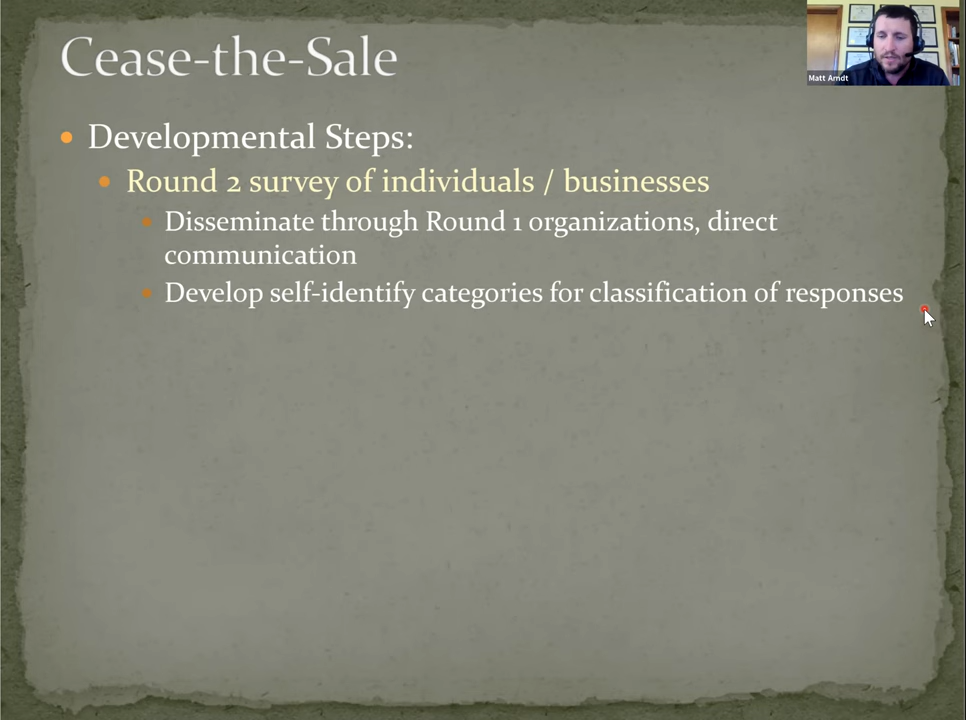 Cease-the-Sale
Matt Arndt
Developmental Steps:
Round 2 survey of individuals / businesses
Disseminate through Round 1 organizations, direct
communication
Develop self-identify categories for classification of responses